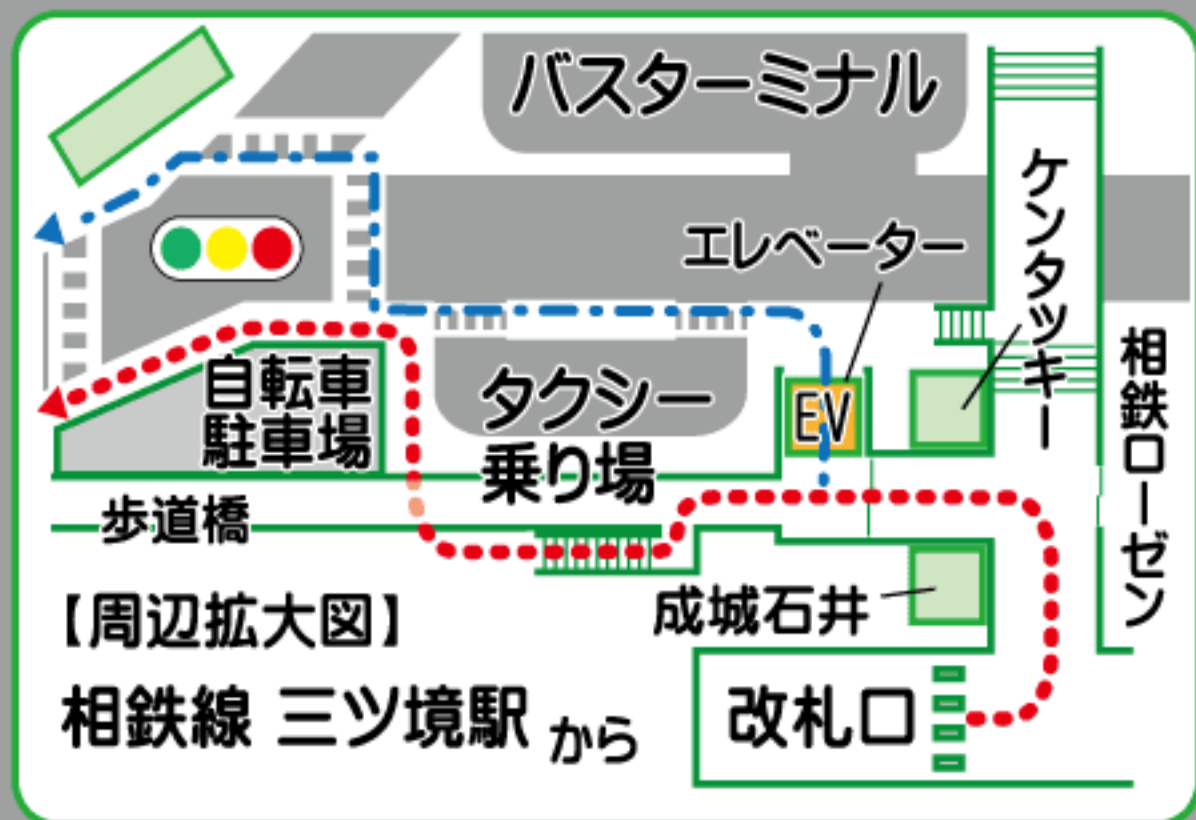 バスターミナル
ケンタッキー
エレベーター
相鉄ローゼン
自転車
駐車場
タクシー
乗り場
EV
歩道橋
成城石井
【周辺拡大図】
相鉄線 三ツ境駅 から
改札口